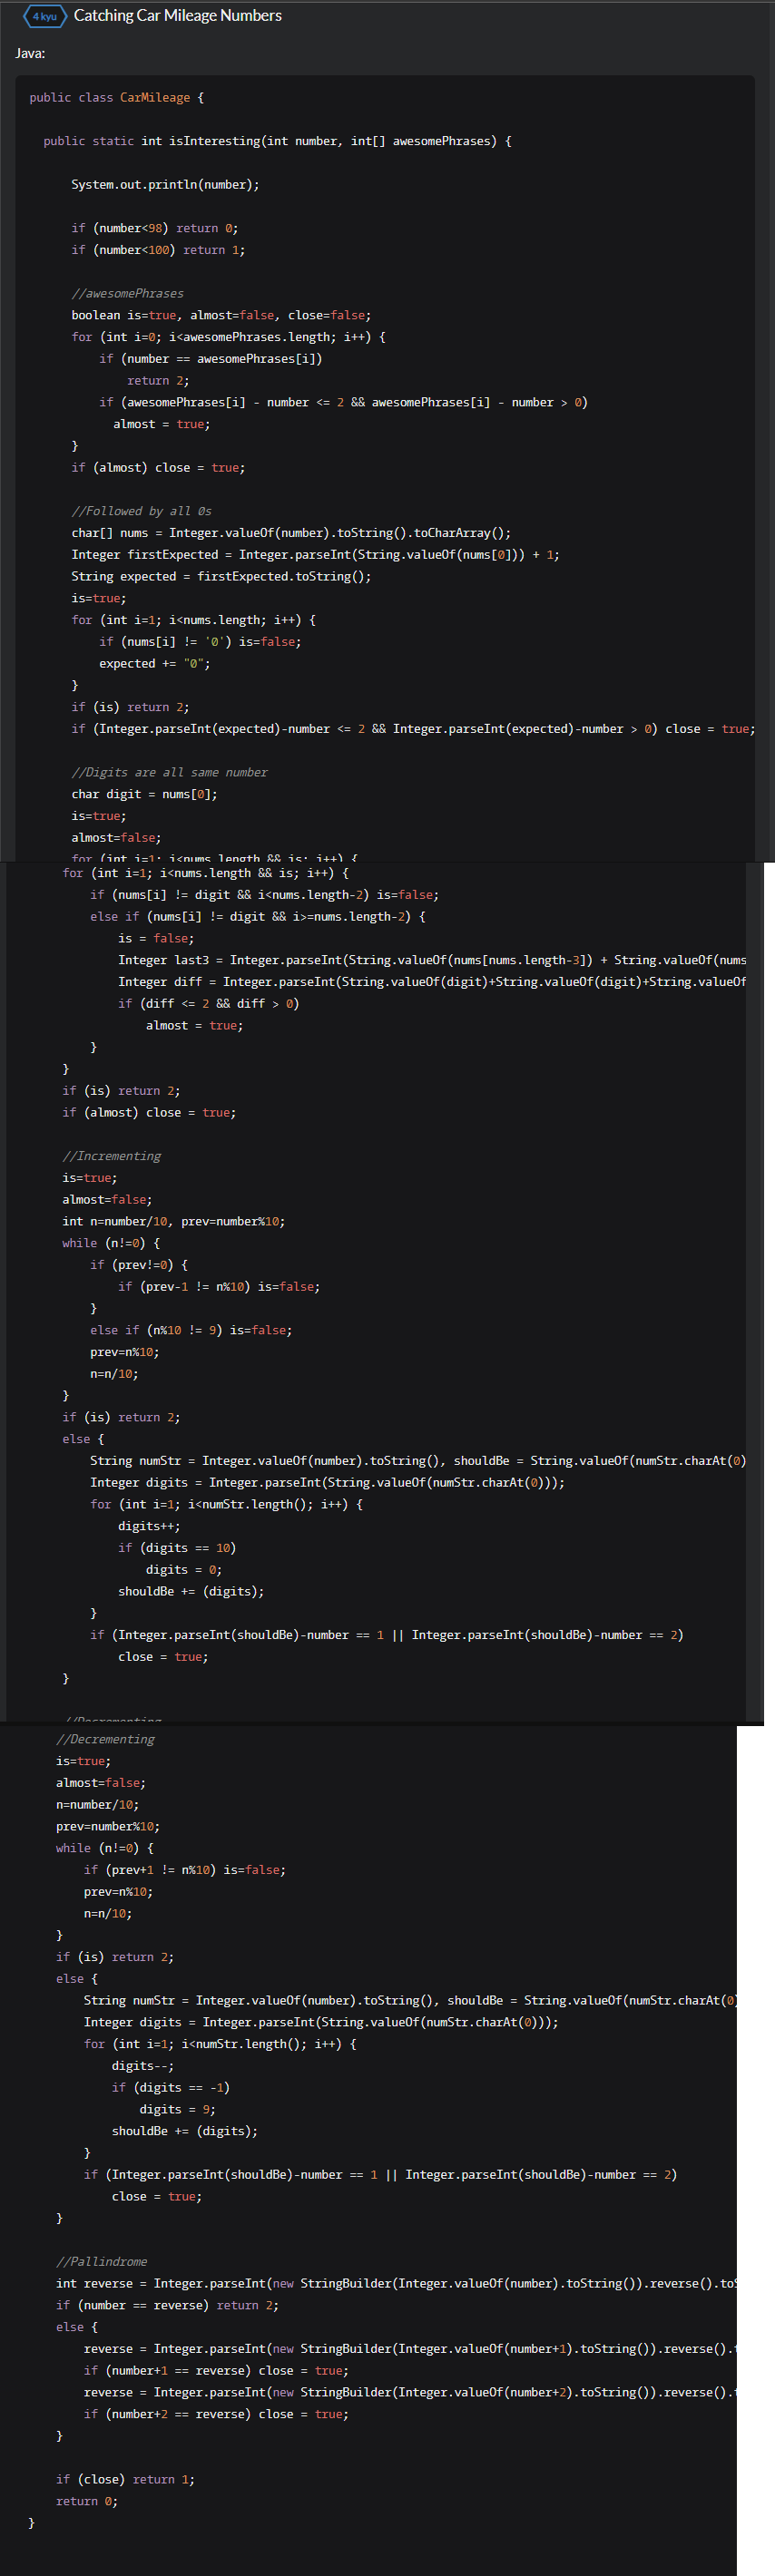 4 kyu Catching Car Mileage Numbers
Java:
public class CarMileage {
public static int isInteresting(int number, int[] awesomePhrases) {
System.out.println(number);
if (number<98) return 0;
if (number<100) return 1;
//awesomePhrases
boolean is=true, almost=false, close=false;
for (int i=0; i<awesomePhrases.length; i++) {
if (number == awesomePhrases[i])
return 2;
if (awesomePhrases[i] - number <= 2 && awesomePhrases[i] - number > 0)
almost = true;
}
if (almost) close = true;
//Followed by all 0s
char[] nums = Integer.valueOf(number).toString().toCharArray();
Integer firstExpected = Integer.parseInt(String.valueOf(nums[0])) + 1;
String expected = firstExpected.toString();
is=true;
for (int i=1; i<nums.length; i++) {
if (nums[i] != '0') is=false;
expected += "0";
}
if (is) return 2;
if (Integer.parseInt(expected)-number <= 2 && Integer.parseInt(expected)-number > 0) close = true;
//Digits are all same number
char digit = nums[0];
is=true;
almost=false;
for (int i=1; i<nums.length && is; i++) {
for (int i=1; i<nums.length && is; i++) {
if (nums[i] != digit && i<nums.length-2) is=false;
else if (nums[i] != digit && i>=nums.length-2) {
is = false;
Integer last3 = Integer.parseInt(String.valueOf(nums[nums.length-3]) + String.valueOf(nums
Integer diff = Integer.parseInt(String.valueOf(digit)+String.valueOf(digit)+String.valueOf
if (diff <= 2 && diff > 0)
almost = true;
}
}
if (is) return 2;
if (almost) close = true;
//Incrementing
is=true;
almost=false;
int n=number/10, prev=number%10;
while (n!=0) {
if (prev!=0) {
if (prev-1 != n%10) is=false;
}
else if (n%10 != 9) is=false;
prev=n%10;
n=n/10;
}
if (is) return 2;
else {
String numStr = Integer.valueOf(number).toString(), shouldBe = String.valueOf(numStr.charAt(0)
Integer digits = Integer.parseInt(String.valueOf(numStr.charAt(0)));
for (int i=1; i<numStr.length(); i++) {
digits++;
if (digits == 10)
digits = 0;
shouldBe += (digits);
}
if (Integer.parseInt(shouldBe)-number == 1 || Integer.parseInt(shouldBe)-number == 2)
close = true;
}
//Decrementing
//Decrementing
is=true;
almost=false;
n=number/10;
prev=number%10;
while (n!=0) {
if (prev+1 != n%10) is=false;
prev=n%10;
n=n/10;
}
if (is) return 2;
else {
String numStr = Integer.valueOf(number).toString(), shouldBe = String.valueOf(numStr.charAt(0)
Integer digits = Integer.parseInt(String.valueOf(numStr.charAt(0)));
for (int i=1; i<numStr.length(); i++) {
digits--;
if (digits == -1)
digits = 9;
shouldBe += (digits);
}
if (Integer.parseInt(shouldBe)-number == 1 || Integer.parseInt(shouldBe)-number == 2)
close = true;
}
//Pallindrome
int reverse = Integer.parseInt(new StringBuilder(Integer.valueOf(number).toString()).reverse().toS
if (number == reverse) return 2;
else {
reverse = Integer.parseInt(new StringBuilder(Integer.valueOf(number+1).toString()).reverse().t
if (number+1 == reverse) close = true;
reverse = Integer.parseInt(new StringBuilder(Integer.valueOf(number+2).toString()).reverse().t
if (number+2 == reverse) close = true;
}
if (close) return 1;
return 0;
}